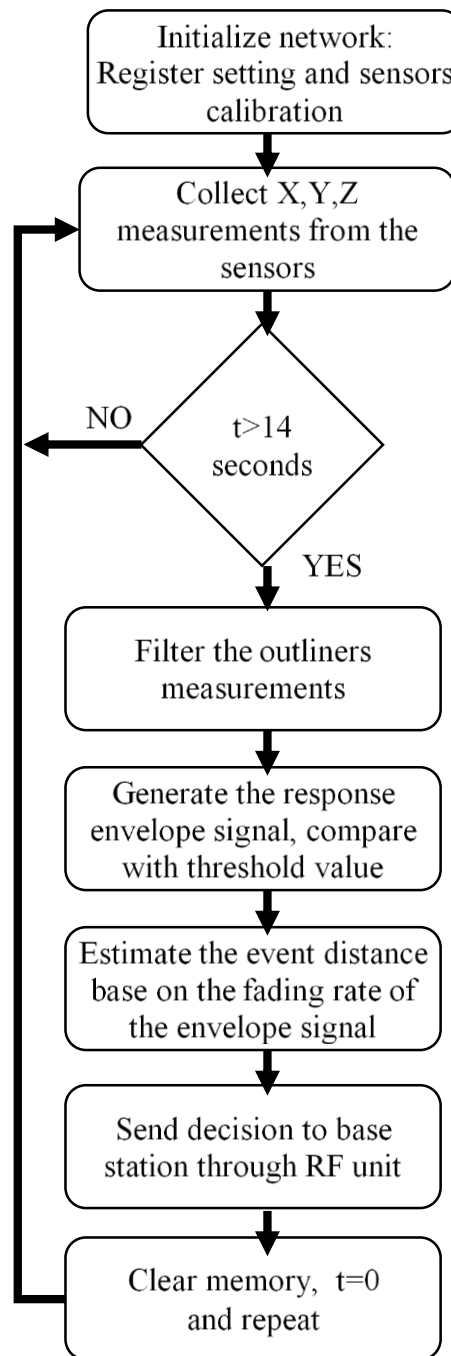 Initialize network:
Register setting and sensors
calibration
Collect X,Y,Z
measurements from the
sensors
NO
t>14
seconds
YES
Filter the outliners
measurements
Generate the response
envelope signal, compare
with threshold value
Estimate the event distance
base on the fading rate of
the envelope signal
Send decision to base
station through RF unit
Clear memory, t=0
and repeat